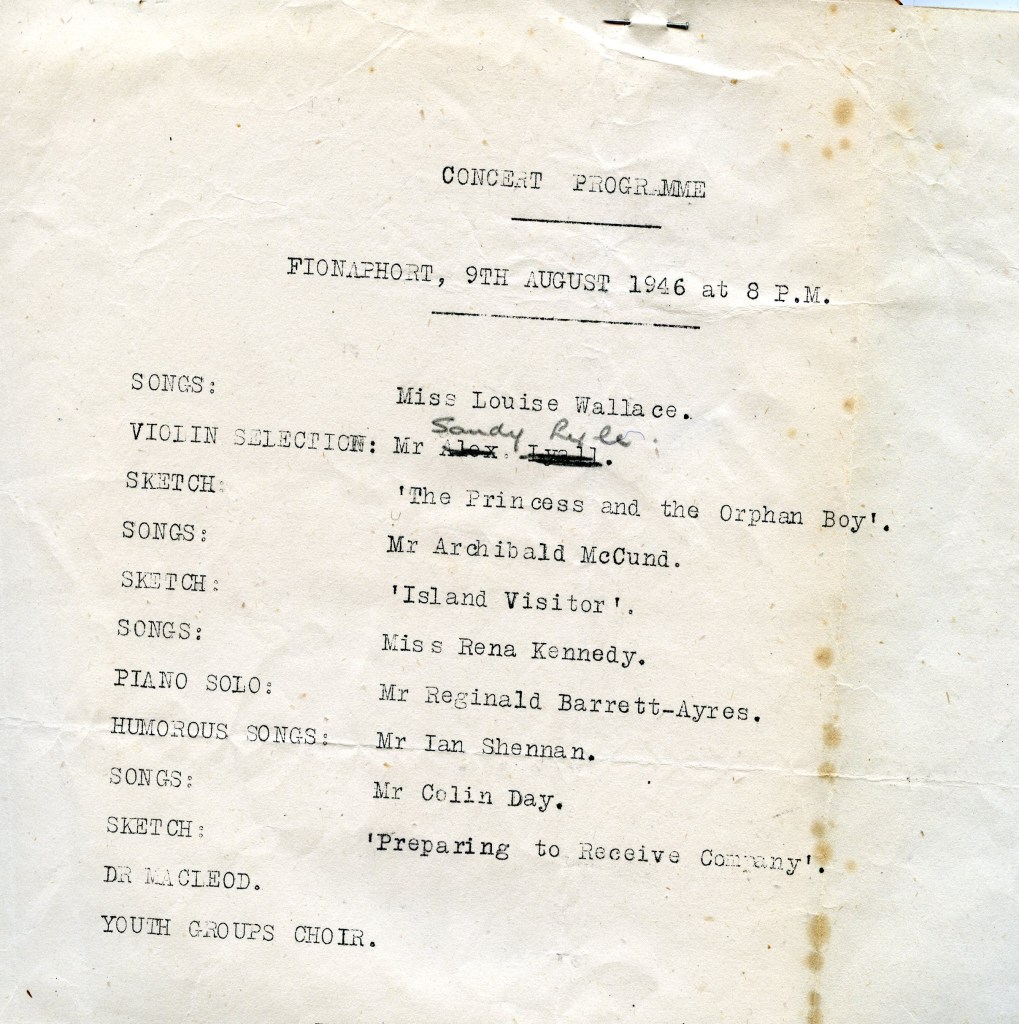 CONCERT PROGRAMME
FIONAPHORT, 9TH AUGUST 1946 at 8 P.M.
SONGS: Miss Louise Wallace.
Sandy
VIOLIN SELECTION: Mr Alex. Lyall.
SKETCH: 'The Princess and the Orphan Boy'.
SONGS: Mr Archibald McCund.
SKETCH: 'Island Visitor'.
SONGS: Miss Rena Kennedy.
PIANO SOLO: Mr Reginald Barrett-Ayres.
HUMOROUS SONGS: Mr Ian Shennan.
SONGS: Mr Colin Day.
SKETCH: 'Preparing to Receive Company'.
DR MACLEOD.
YOUTH GROUPS CHOIR.